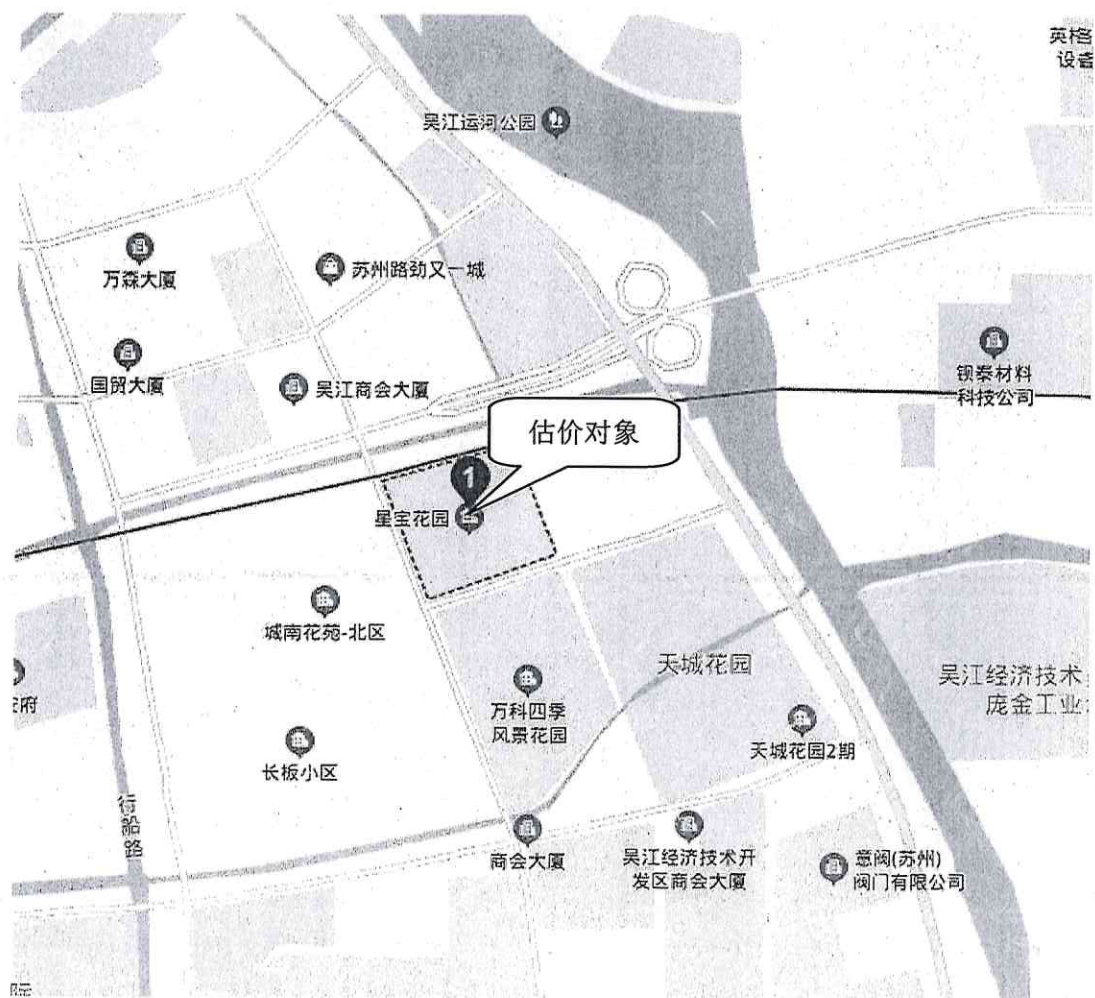 英格
设备
吴江运河公园
万森大厦
苏州路劲又一城
国贸大厦
吴江商会大厦
钡泰材料
科技公司
估价对象
1
星宝花园
城南花苑-北区
天城花园
吴江经济技术
庞金工业
府
万科四季
风景花园
天城花园2期
长板小区
行船路
商会大厦
吴江经济技术开
发区商会大厦
意阀(苏州)
阀门有限公司
际